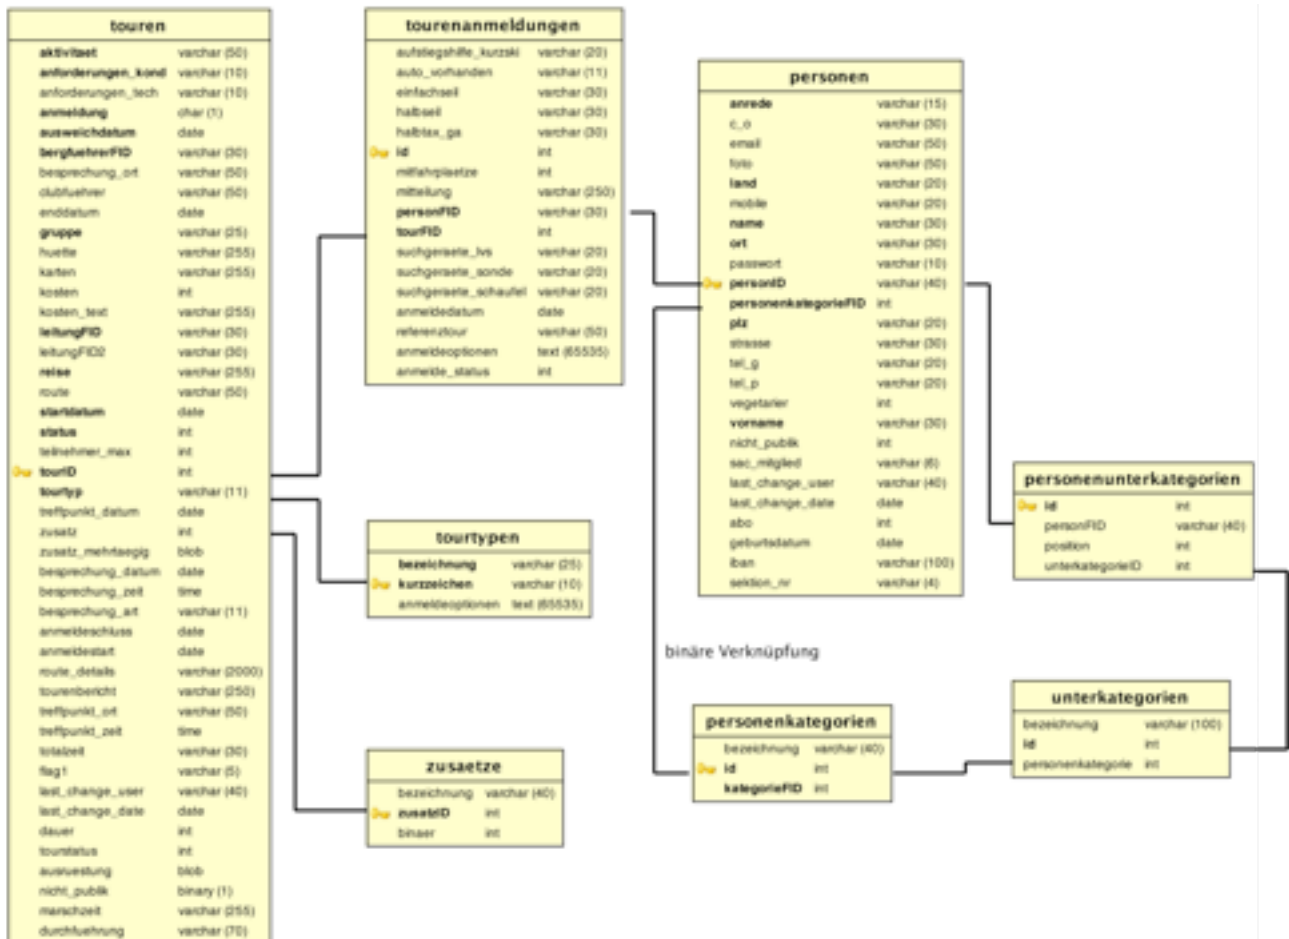 touren
aktivitaet varchar (50)
anforderungen_kond varchar (10)
anforderungen_tech varchar (10)
anmeldung char (1)
ausweichdatum date
bergfuehrerFID varchar (30)
besprechung_ort varchar (50)
clubfuehrer varchar (50)
enddatum date
gruppe varchar (25)
huette varchar (255)
karten varchar (255)
kosten int
kosten_text varchar (255)
leitungFID varchar (30)
leitungFID2 varchar (30)
reise varchar (255)
route varchar (50)
startdatum date
status int
teilnehmer_max int
tourID int
tourtyp varchar (11)
treffpunkt_datum date
zusatz int
zusatz_mehrtaegig blob
besprechung_datum date
besprechung_zeit time
besprechung_art varchar (11)
anmeldeschluss date
anmeldestart date
route_details varchar (2000)
tourenbericht varchar (250)
treffpunkt_ort varchar (50)
treffpunkt_zeit time
totalzeit varchar (30)
flag1 varchar (5)
last_change_user varchar (40)
last_change_date date
dauer int
tourstatus int
ausruestung blob
nicht_publik binary (1)
marschzeit varchar (255)
durchfuehrung varchar (70)
tourenanmeldungen
aufstiegshilfe_kurzski varchar (20)
auto_vorhanden varchar (11)
einfachseil varchar (30)
halbseil varchar (30)
halbtax_ga varchar (30)
id int
mitfahrplaetze int
mitteilung varchar (250)
personFID varchar (30)
tourFID int
suchgeraete_lvs varchar (20)
suchgeraete_sonde varchar (20)
suchgeraete_schaufel varchar (20)
anmeldedatum date
referenztour varchar (50)
anmeldeoptionen text (65535)
anmelde_status int
tourtypen
bezeichnung varchar (25)
kurzzeichen varchar (10)
anmeldeoptionen text (65535)
zusaetze
bezeichnung varchar (40)
zusatzID int
binaer int
personen
anrede varchar (15)
c_o varchar (30)
email varchar (50)
foto varchar (50)
land varchar (20)
mobile varchar (20)
name varchar (30)
ort varchar (30)
passwort varchar (10)
personID varchar (40)
personenkategorieFID int
plz varchar (20)
strasse varchar (30)
tel_g varchar (20)
tel_p varchar (20)
vegetarier int
vorname varchar (30)
nicht_publik int
sac_mitglied varchar (6)
last_change_user varchar (40)
last_change_date date
abo int
geburtsdatum date
iban varchar (100)
sektion_nr varchar (4)
binäre Verknüpfung
personenkategorien
bezeichnung varchar (40)
id int
kategorieFID int
personenunterkategorien
id int
personFID varchar (40)
position int
unterkategorieID int
unterkategorien
bezeichnung varchar (100)
id int
personenkategorie int